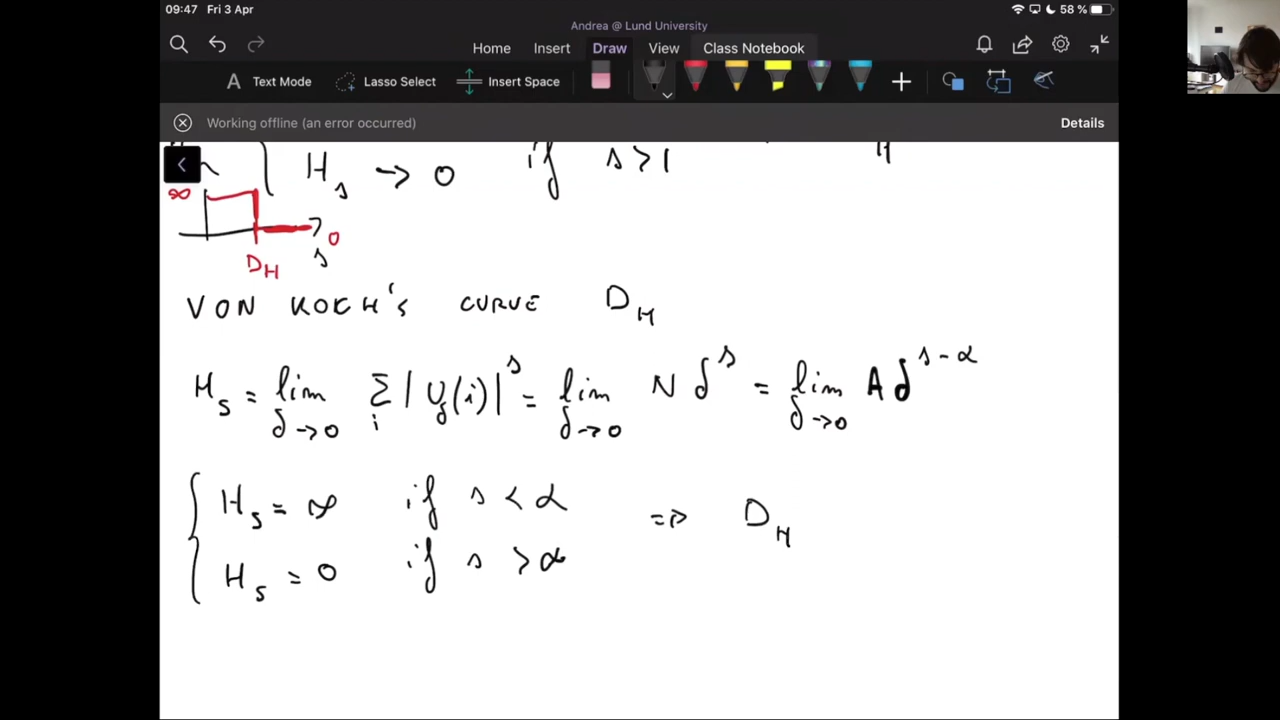 09:47 Fri 3 Apr 58 %
Andrea @ Lund University
Home Insert Draw View Class Notebook
Text Mode Lasso Select Insert Space
Working offline (an error occurred) Details
H_s → 0 if s > 1 H
∞
0
D_H s
VON KOCH'S CURVE D_H
H_s = lim_{δ→0} Σ_i |U_δ(i)|^s = lim_{δ→0} N δ^s = lim_{δ→0} A δ^{s-α}
{ H_s = ∞ if s < α => D_H
H_s = 0 if s > α